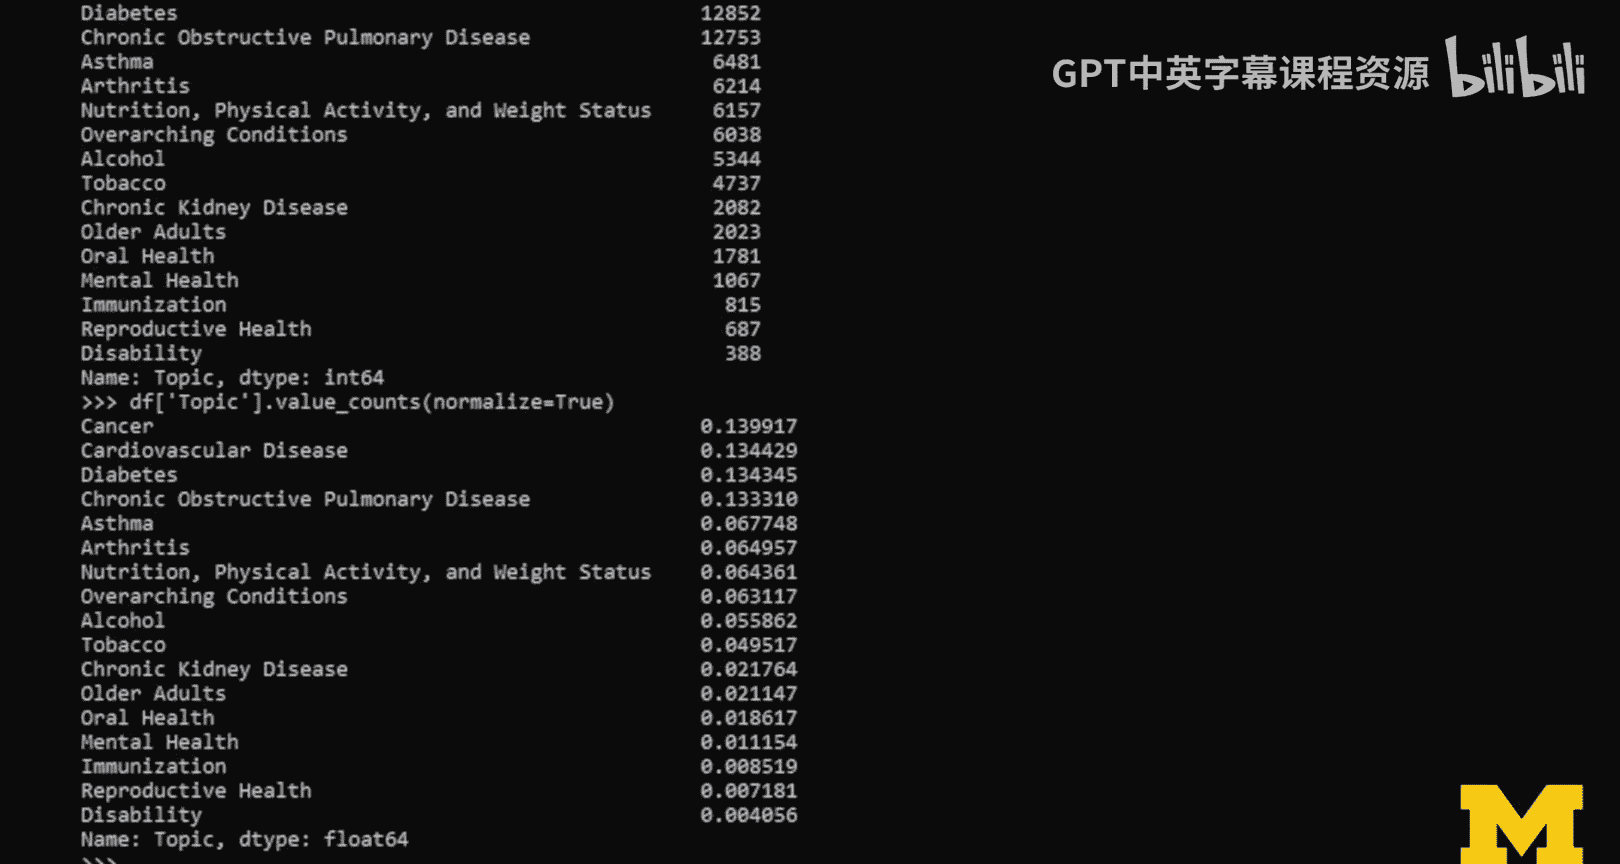 Diabetes 12852
Chronic Obstructive Pulmonary Disease 12753
Asthma 6481
Arthritis 6214
Nutrition, Physical Activity, and Weight Status 6157
Overarching Conditions 6038
Alcohol 5344
Tobacco 4737
Chronic Kidney Disease 2082
Older Adults 2023
Oral Health 1781
Mental Health 1067
Immunization 815
Reproductive Health 687
Disability 388
Name: Topic, dtype: int64
>>> df['Topic'].value_counts(normalize=True)
Cancer 0.139917
Cardiovascular Disease 0.134429
Diabetes 0.134345
Chronic Obstructive Pulmonary Disease 0.133310
Asthma 0.067748
Arthritis 0.064957
Nutrition, Physical Activity, and Weight Status 0.064361
Overarching Conditions 0.063117
Alcohol 0.055862
Tobacco 0.049517
Chronic Kidney Disease 0.021764
Older Adults 0.021147
Oral Health 0.018617
Mental Health 0.011154
Immunization 0.008519
Reproductive Health 0.007181
Disability 0.004056
Name: Topic, dtype: float64
>>>
GPT中英字幕课程资源 bilibili
M